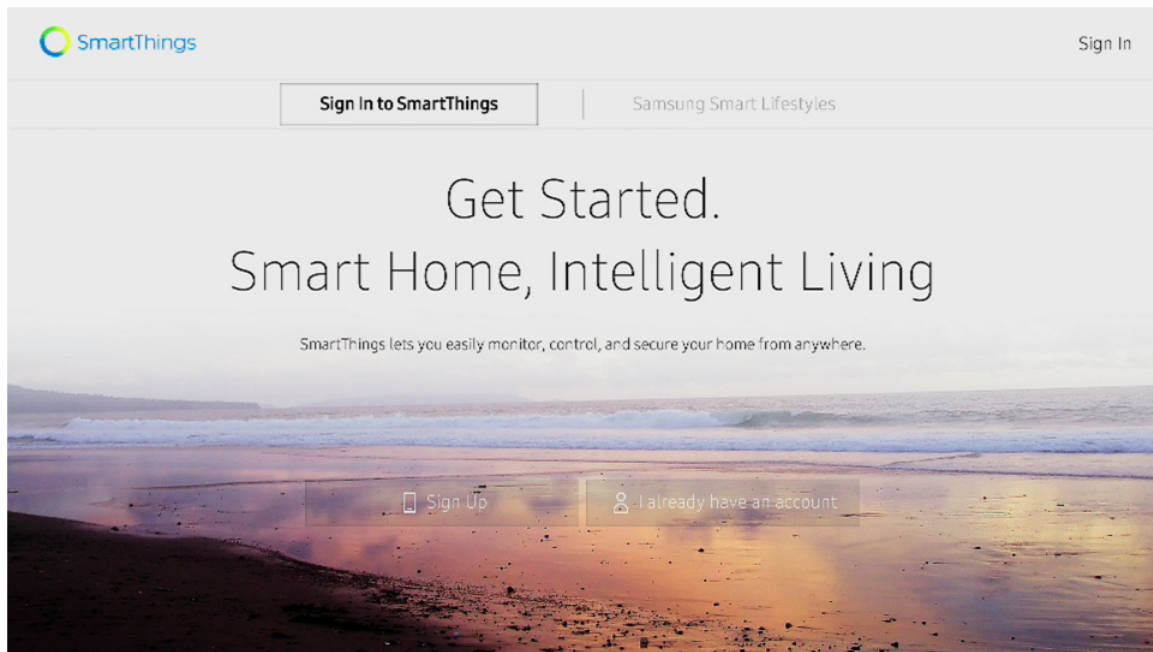 SmartThings
Sign In
Sign In to SmartThings
Samsung Smart Lifestyles
Get Started.
Smart Home, Intelligent Living
SmartThings lets you easily monitor, control, and secure your home from anywhere.
Sign Up
I already have an account